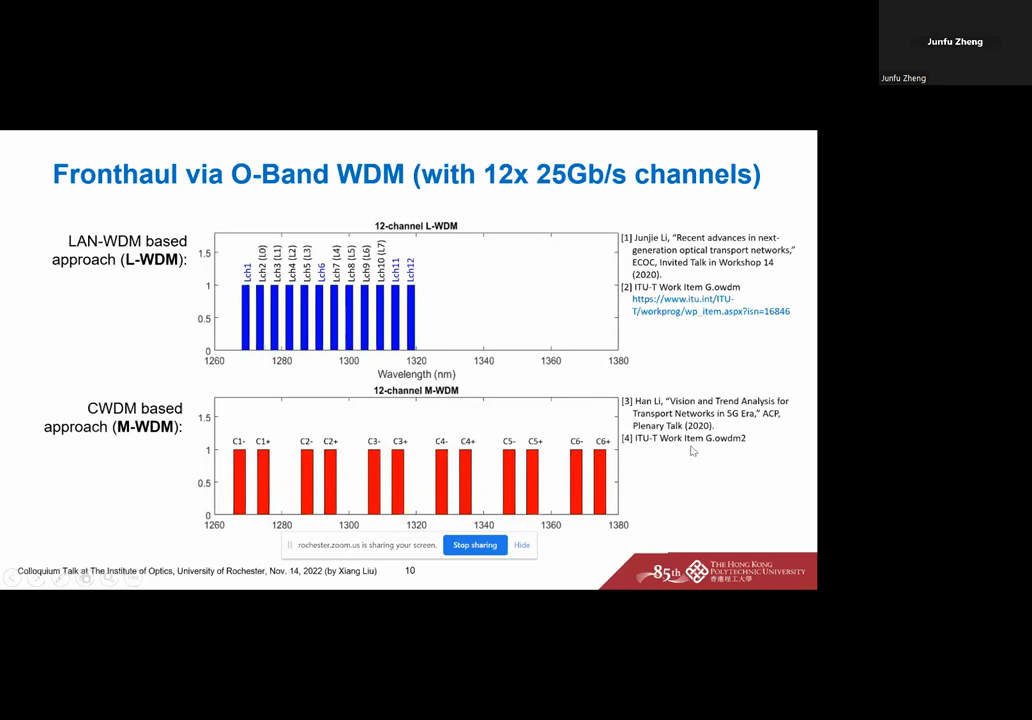 Junfu Zheng
Junfu Zheng
Fronthaul via O-Band WDM (with 12x 25Gb/s channels)
LAN-WDM based
approach (L-WDM):
12-channel L-WDM
1.5
1
0.5
0
Lch1
Lch2 (L0)
Lch3 (L1)
Lch4 (L2)
Lch5 (L3)
Lch6
Lch7 (L4)
Lch8 (L5)
Lch9 (L6)
Lch10 (L7)
Lch11
Lch12
1260 1280 1300 1320 1340 1360 1380
Wavelength (nm)
[1] Junjie Li, “Recent advances in next-
generation optical transport networks,”
ECOC, Invited Talk in Workshop 14
(2020).
[2] ITU-T Work Item G.owdm
https://www.itu.int/ITU-
T/workprog/wp_item.aspx?isn=16846
CWDM based
approach (M-WDM):
12-channel M-WDM
1.5
1
0.5
0
C1- C1+ C2- C2+ C3- C3+ C4- C4+ C5- C5+ C6- C6+
1260 1280 1300 1320 1340 1360 1380
[3] Han Li, “Vision and Trend Analysis for
Transport Networks in 5G Era,” ACP,
Plenary Talk (2020).
[4] ITU-T Work Item G.owdm2
rochester.zoom.us is sharing your screen. Stop sharing Hide
Colloquium Talk at The Institute of Optics, University of Rochester, Nov. 14, 2022 (by Xiang Liu) 10
85th
THE HONG KONG
POLYTECHNIC UNIVERSITY
香港理工大學